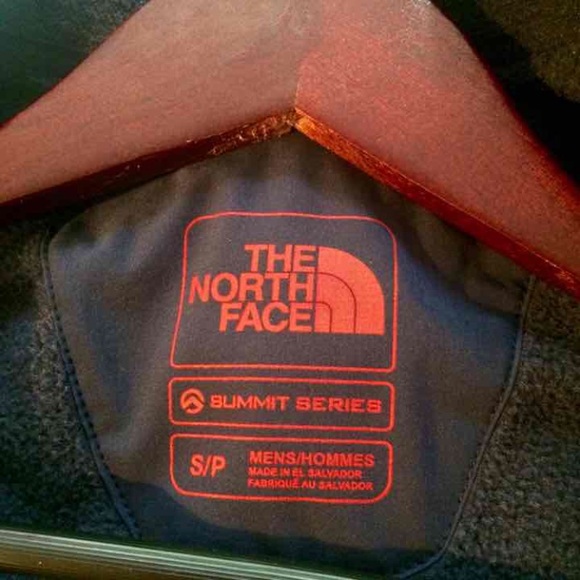 THE
NORTH
FACE
SUMMIT SERIES
S/P
MENS/HOMMES
MADE IN EL SALVADOR
FABRIQUÉ AU SALVADOR